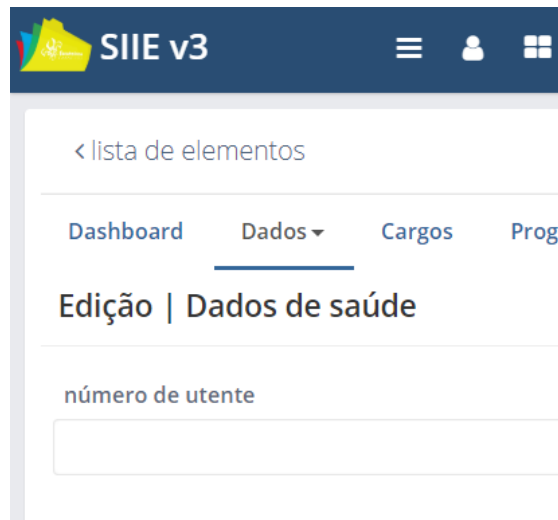 SIIE v3
lista de elementos
Dashboard Dados Cargos Prog
Edição | Dados de saúde
número de utente